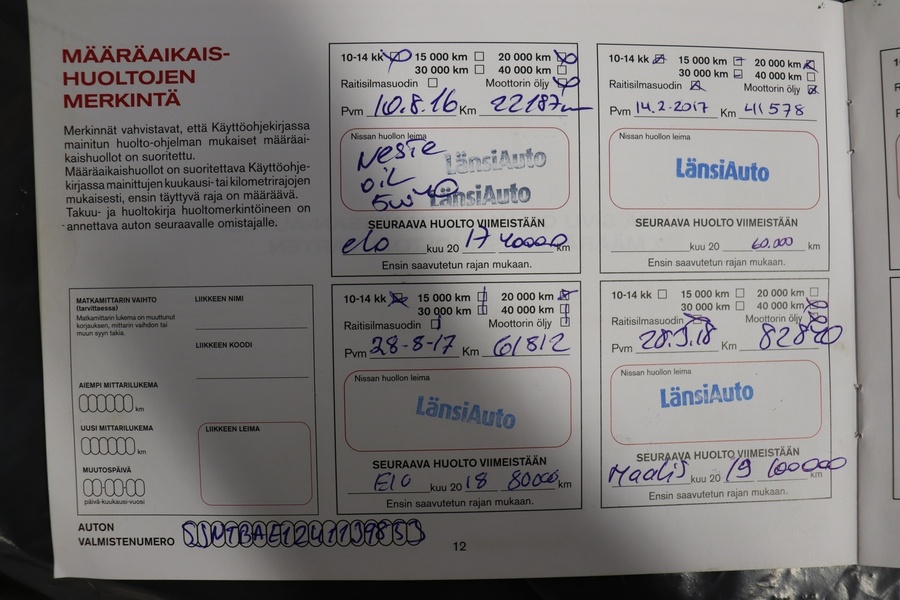 MÄÄRÄAIKAIS-
HUOLTOJEN
MERKINTÄ
Merkinnät vahvistavat, että Käyttöohjekirjassa
mainitun huolto-ohjelman mukaiset määräai-
kaishuollot on suoritettu.
Määräaikaishuollot on suoritettava Käyttöohje-
kirjassa mainittujen kuukausi- tai kilometrirajojen
mukaisesti, ensin täyttyvä raja on määräävä.
Takuu- ja huoltokirja huoltomerkintöineen on
annettava auton seuraavalle omistajalle.
10-14 kk 15 000 km 20 000 km
30 000 km 40 000 km
Raitisilmasuodin Moottorin öljy
Pvm 10.8.16 Km 22187
Nissan huollon leima
Neste LänsiAuto
OiL
5W40 LänsiAuto
SEURAAVA HUOLTO VIIMEISTÄÄN
elo kuu 20 17 40000 km
Ensin saavutetun rajan mukaan.
10-14 kk 15 000 km 20 000 km
30 000 km 40 000 km
Raitisilmasuodin Moottorin öljy
Pvm 14.2.2017 Km 41578
Nissan huollon leima
LänsiAuto
SEURAAVA HUOLTO VIIMEISTÄÄN
kuu 20 60.000 km
Ensin saavutetun rajan mukaan.
MATKAMITTARIN VAIHTO
(tarvittaessa)
Matkamittarin lukema on muuttunut
korjauksen, mittarin vaihdon tai
muun syyn takia.
LIIKKEEN NIMI
LIIKKEEN KOODI
AIEMPI MITTARILUKEMA
km
UUSI MITTARILUKEMA
km
MUUTOSPÄIVÄ
päivä-kuukausi-vuosi
LIIKKEEN LEIMA
10-14 kk 15 000 km 20 000 km
30 000 km 40 000 km
Raitisilmasuodin Moottorin öljy
Pvm 28-8-17 Km 61812
Nissan huollon leima
LänsiAuto
SEURAAVA HUOLTO VIIMEISTÄÄN
Elo kuu 20 18 80000 km
Ensin saavutetun rajan mukaan.
10-14 kk 15 000 km 20 000 km
30 000 km 40 000 km
Raitisilmasuodin Moottorin öljy
Pvm 28.3.18 Km 82840
Nissan huollon leima
LänsiAuto
SEURAAVA HUOLTO VIIMEISTÄÄN
Maalis kuu 20 19 100000 km
Ensin saavutetun rajan mukaan.
AUTON
VALMISTENUMERO
12